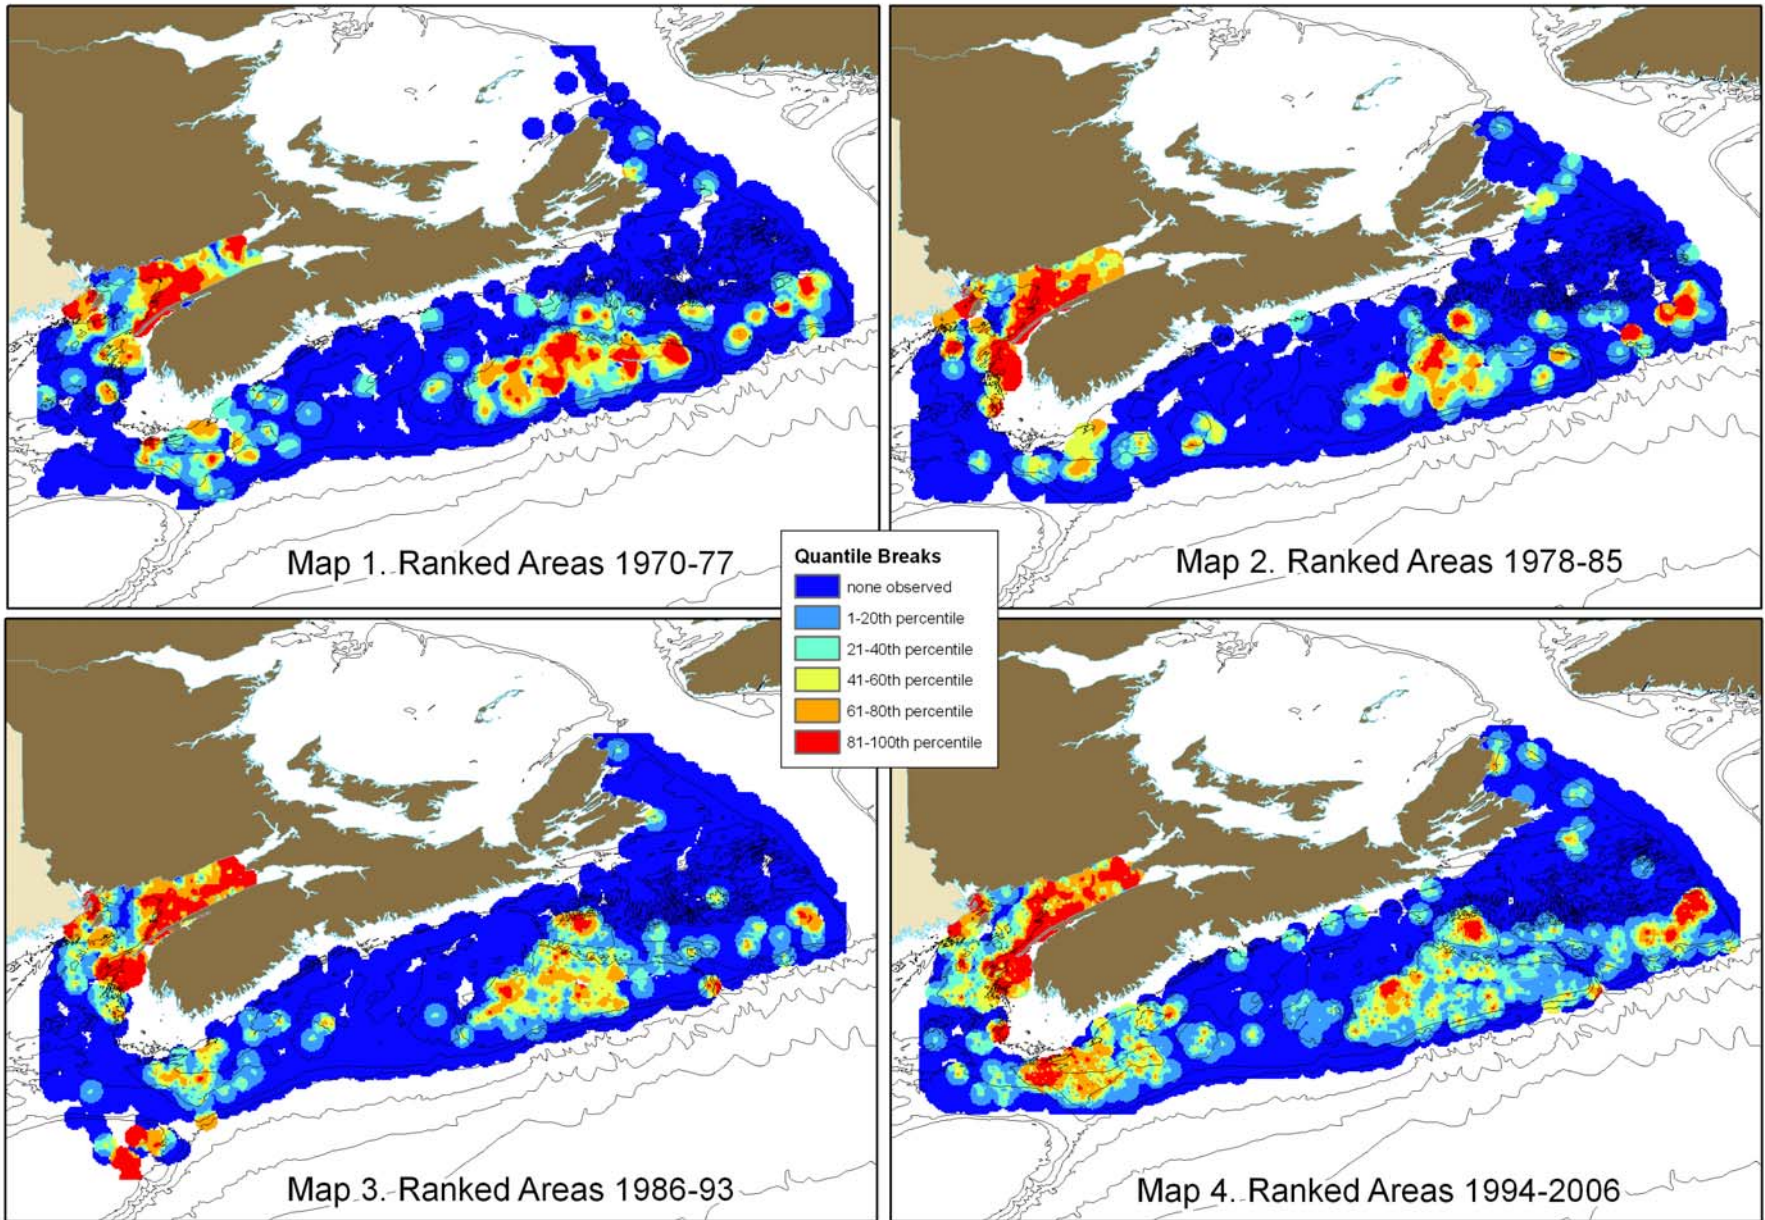 Map 1. Ranked Areas 1970-77
Map 2. Ranked Areas 1978-85
Quantile Breaks
none observed
1-20th percentile
21-40th percentile
41-60th percentile
61-80th percentile
81-100th percentile
Map 3. Ranked Areas 1986-93
Map 4. Ranked Areas 1994-2006